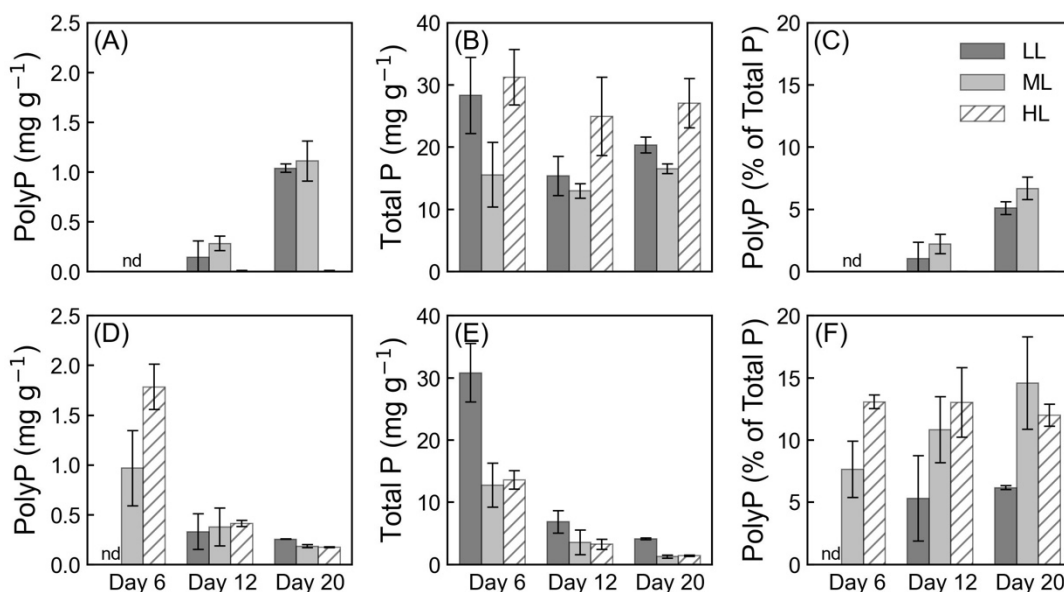 PolyP (mg g⁻¹)
2.5
2.0
1.5
1.0
0.5
0.0
(A)
nd
Total P (mg g⁻¹)
40
30
20
10
0
(B)
PolyP (% of Total P)
20
15
10
5
0
(C)
nd
LL
ML
HL
PolyP (mg g⁻¹)
2.5
2.0
1.5
1.0
0.5
0.0
(D)
nd
Day 6 Day 12 Day 20
Total P (mg g⁻¹)
40
30
20
10
0
(E)
Day 6 Day 12 Day 20
PolyP (% of Total P)
20
15
10
5
0
(F)
nd
Day 6 Day 12 Day 20